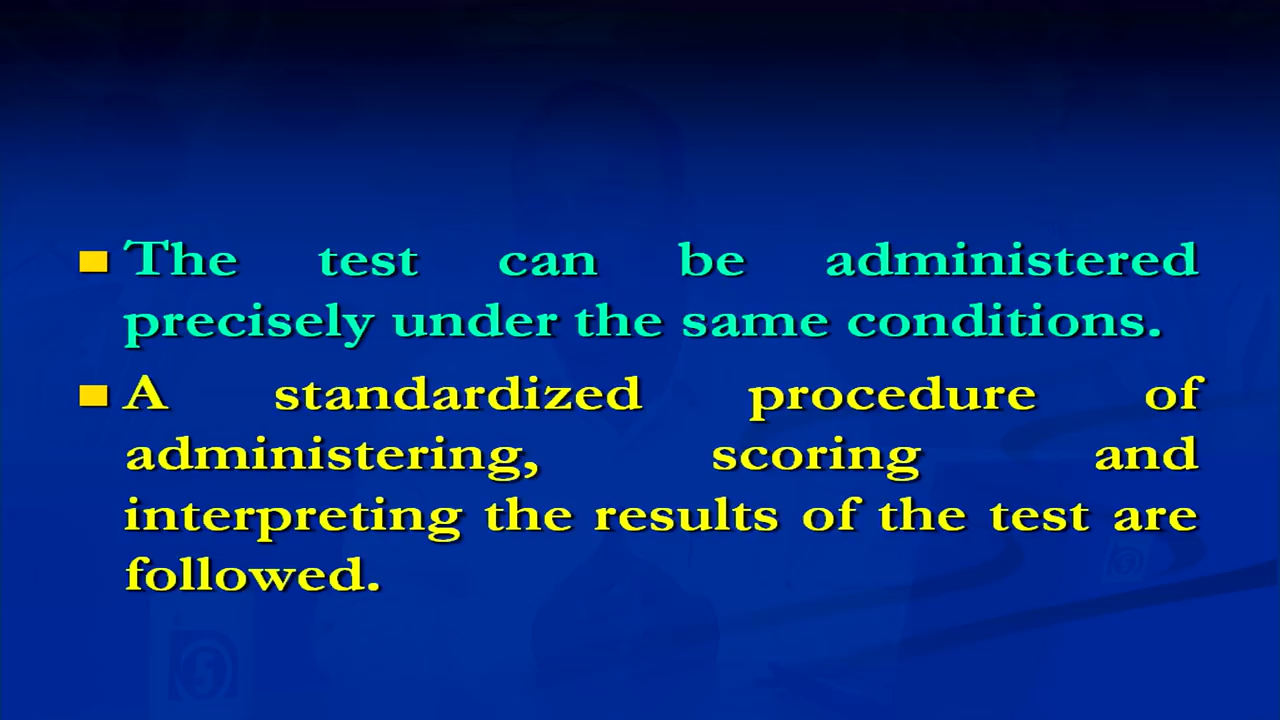 The test can be administered
precisely under the same conditions.
A standardized procedure of
administering, scoring and
interpreting the results of the test are
followed.